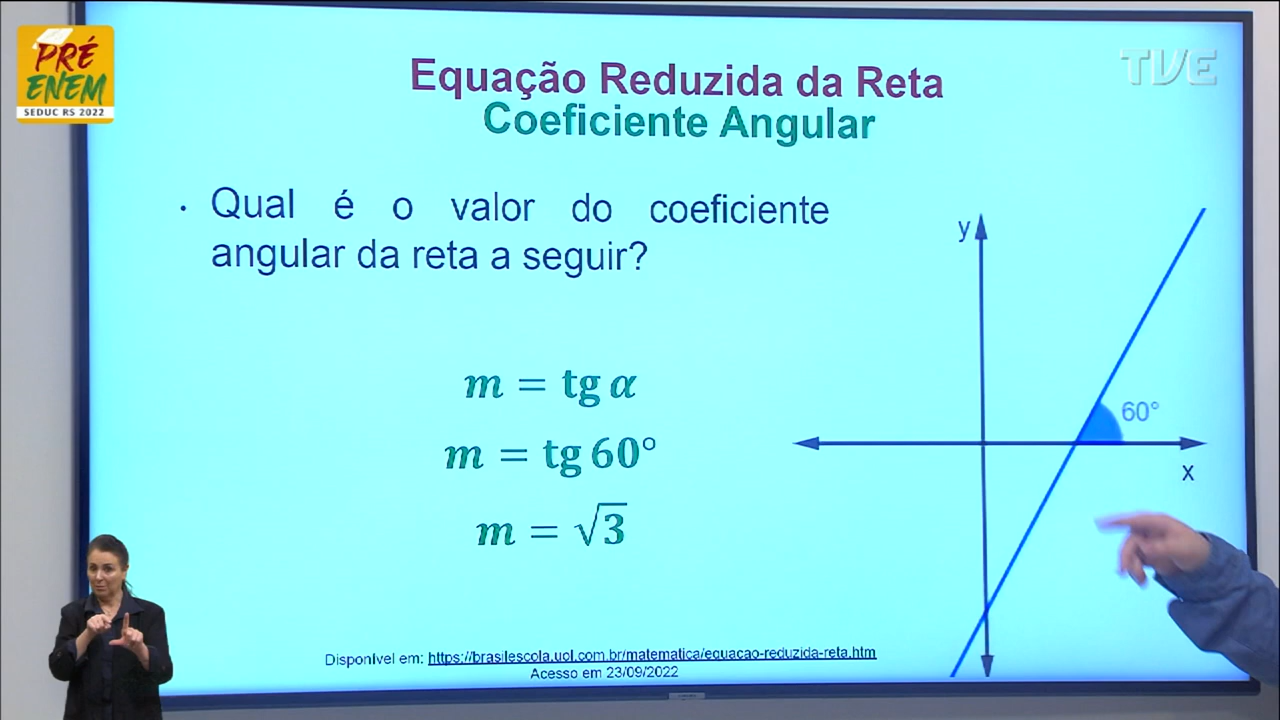 PRÉ
ENEM
SEDUC RS 2022
TVE
Equação Reduzida da Reta
Coeficiente Angular
• Qual é o valor do coeficiente
angular da reta a seguir?
m = tg α
m = tg 60°
m = √3
y
60°
x
Disponível em: https://brasilescola.uol.com.br/matematica/equacao-reduzida-reta.htm
Acesso em 23/09/2022